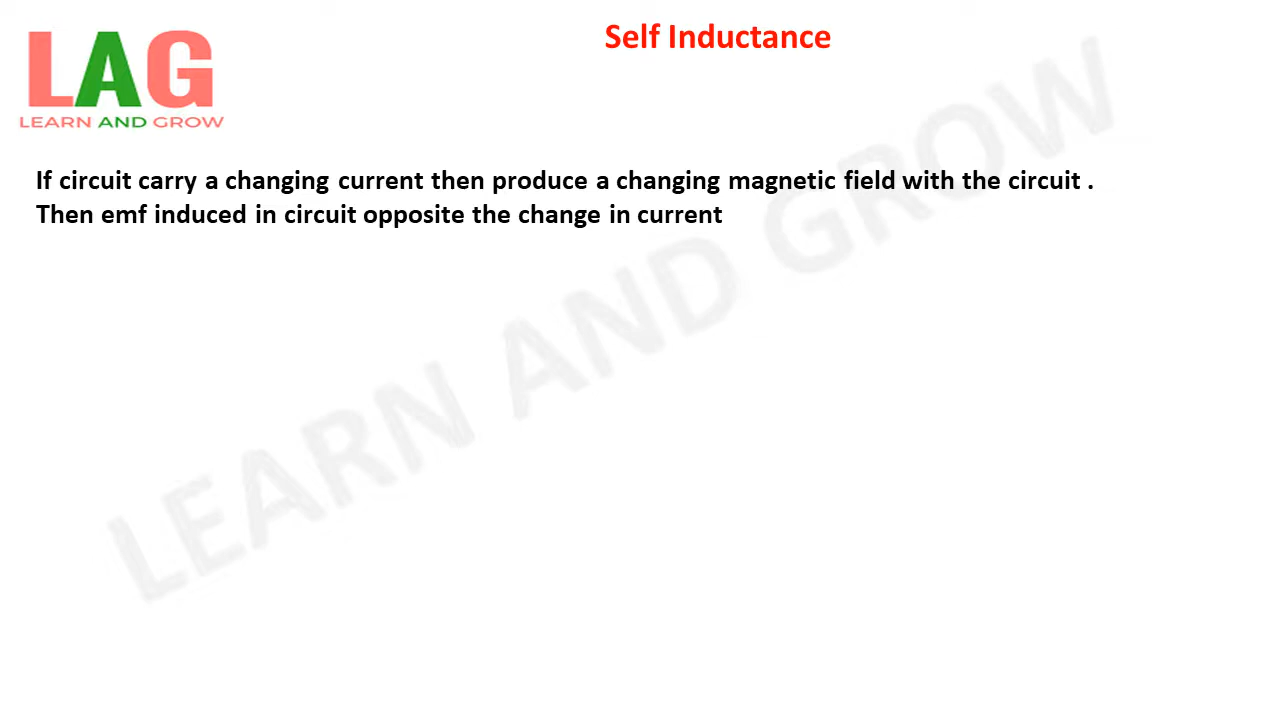 LAG
LEARN AND GROW
Self Inductance
If circuit carry a changing current then produce a changing magnetic field with the circuit .
Then emf induced in circuit opposite the change in current
LEARN AND GROW